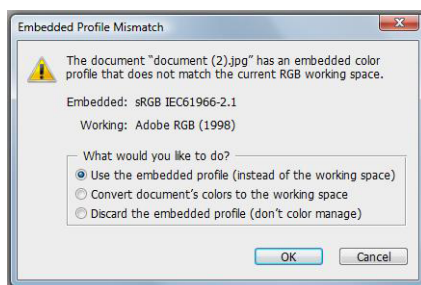 Embedded Profile Mismatch
The document "document (2).jpg" has an embedded color
profile that does not match the current RGB working space.
Embedded: sRGB IEC61966-2.1
Working: Adobe RGB (1998)
What would you like to do?
Use the embedded profile (instead of the working space)
Convert document's colors to the working space
Discard the embedded profile (don't color manage)
OK Cancel